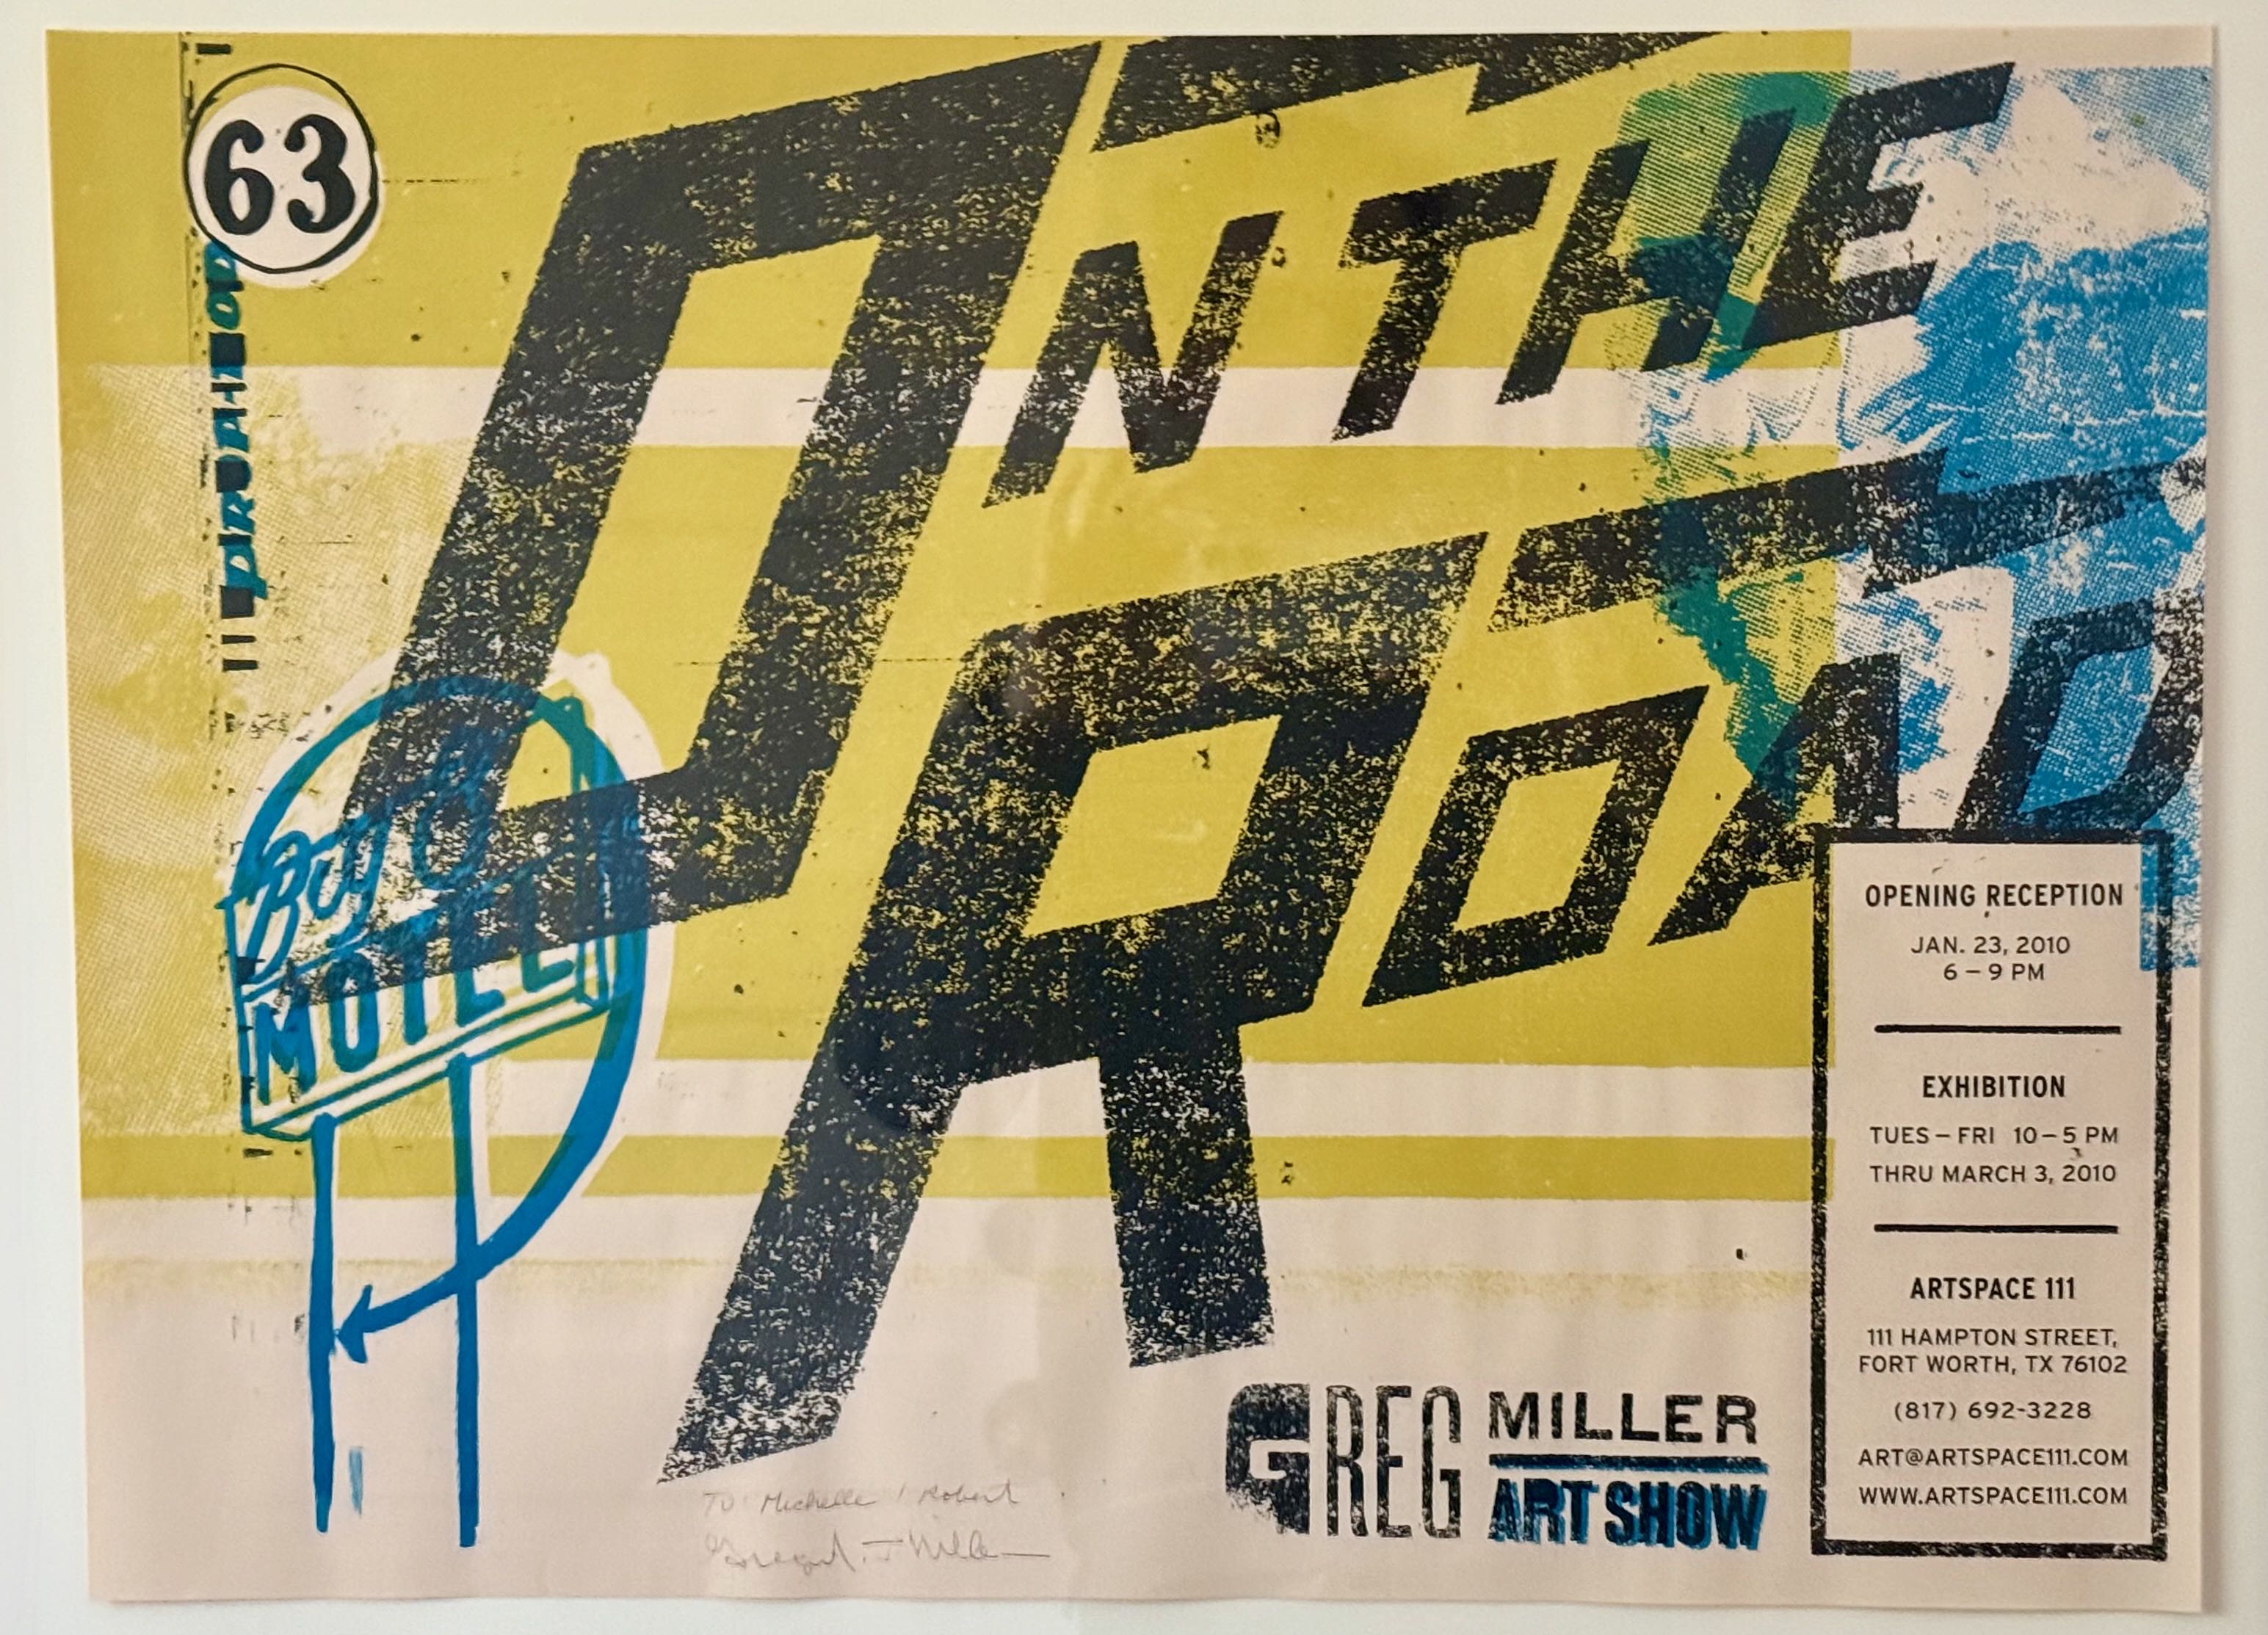 63
ON THE
ROAD
Big
MOTEL
OPENING RECEPTION
JAN. 23, 2010
6 – 9 PM
EXHIBITION
TUES – FRI 10 – 5 PM
THRU MARCH 3, 2010
ARTSPACE 111
111 HAMPTON STREET,
FORT WORTH, TX 76102
(817) 692-3228
ART@ARTSPACE111.COM
WWW.ARTSPACE111.COM
GREG MILLER
ART SHOW
To: Michelle / Robert